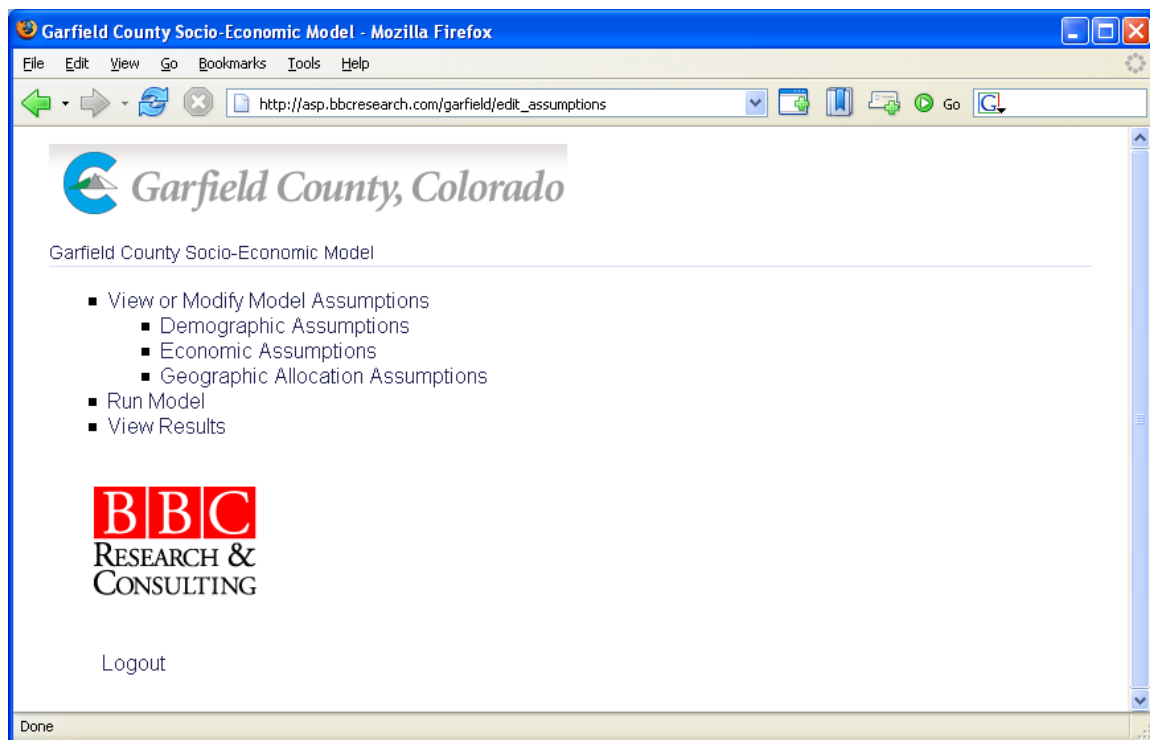 Garfield County Socio-Economic Model - Mozilla Firefox
File Edit View Go Bookmarks Tools Help
http://asp.bbcresearch.com/garfield/edit_assumptions Go G
Garfield County, Colorado
Garfield County Socio-Economic Model
View or Modify Model Assumptions
Demographic Assumptions
Economic Assumptions
Geographic Allocation Assumptions
Run Model
View Results
BBC
RESEARCH &
CONSULTING
Logout
Done